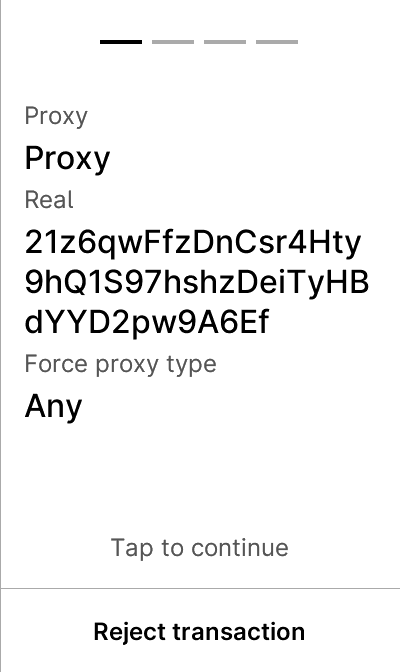 Proxy
Proxy
Real
21z6qwFfzDnCsr4Hty
9hQ1S97hshzDeiTyHB
dYYD2pw9A6Ef
Force proxy type
Any
Tap to continue
Reject transaction